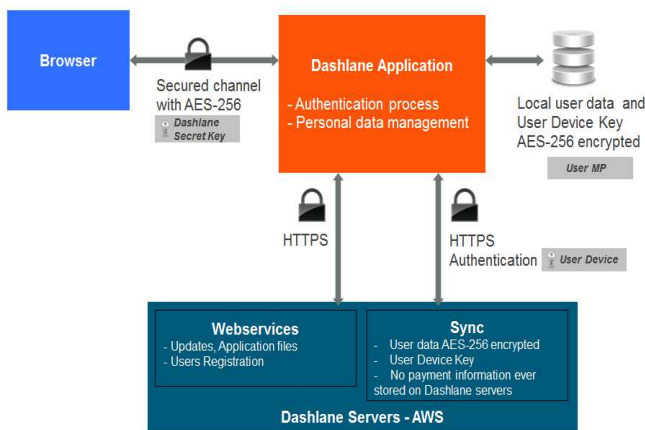 Browser
Secured channel
with AES-256
Dashlane
Secret Key
Dashlane Application
- Authentication process
- Personal data management
Local user data and
User Device Key
AES-256 encrypted
User MP
HTTPS
HTTPS
Authentication
User Device
Webservices
- Updates, Application files
- Users Registration
Sync
- User data AES-256 encrypted
- User Device Key
- No payment information ever
stored on Dashlane servers
Dashlane Servers - AWS